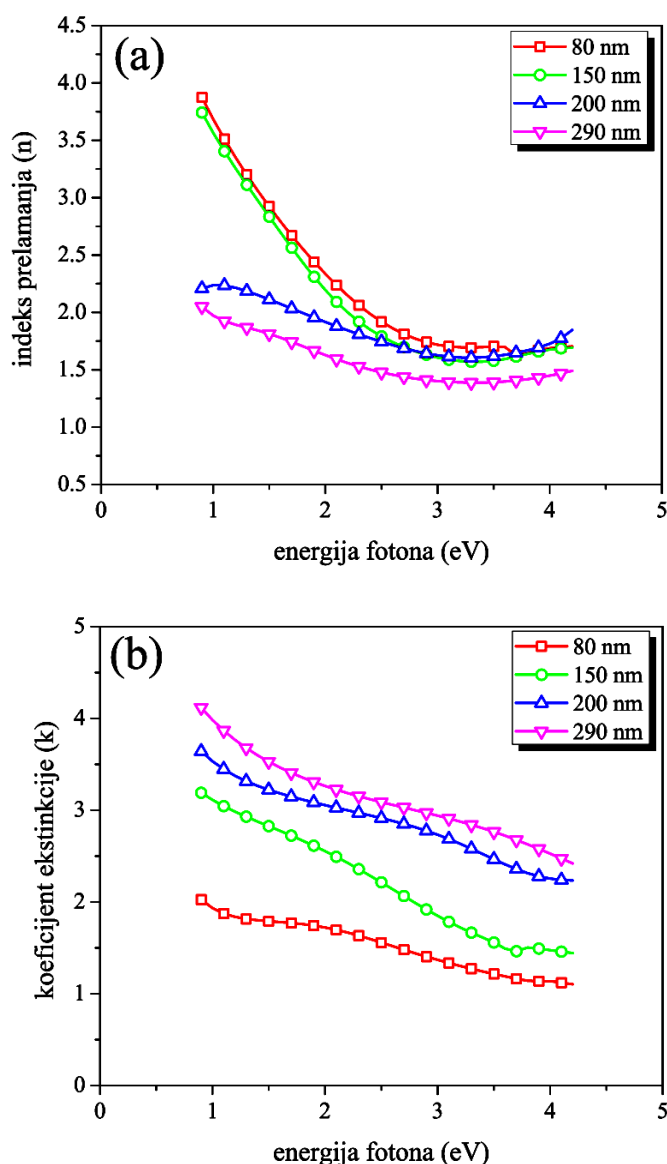 (a)
80 nm
150 nm
200 nm
290 nm
indeks prelamanja (n)
4.5
4.0
3.5
3.0
2.5
2.0
1.5
1.0
0.5
0 1 2 3 4 5
energija fotona (eV)
(b)
80 nm
150 nm
200 nm
290 nm
koeficijent ekstinkcije (k)
5
4
3
2
1
0
0 1 2 3 4 5
energija fotona (eV)